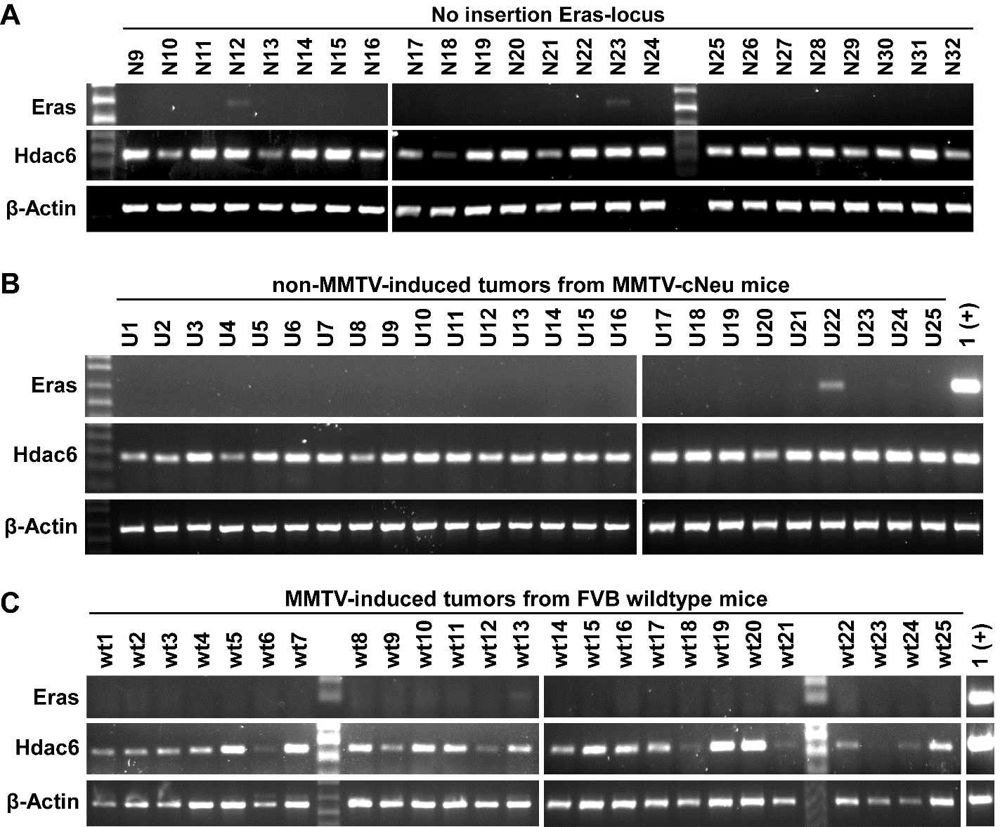 A
No insertion Eras-locus
N9 N10 N11 N12 N13 N14 N15 N16 N17 N18 N19 N20 N21 N22 N23 N24 N25 N26 N27 N28 N29 N30 N31 N32
Eras
Hdac6
β-Actin
B
non-MMTV-induced tumors from MMTV-cNeu mice
U1 U2 U3 U4 U5 U6 U7 U8 U9 U10 U11 U12 U13 U14 U15 U16 U17 U18 U19 U20 U21 U22 U23 U24 U25 1 (+)
Eras
Hdac6
β-Actin
C
MMTV-induced tumors from FVB wildtype mice
wt1 wt2 wt3 wt4 wt5 wt6 wt7 wt8 wt9 wt10 wt11 wt12 wt13 wt14 wt15 wt16 wt17 wt18 wt19 wt20 wt21 wt22 wt23 wt24 wt25 1 (+)
Eras
Hdac6
β-Actin